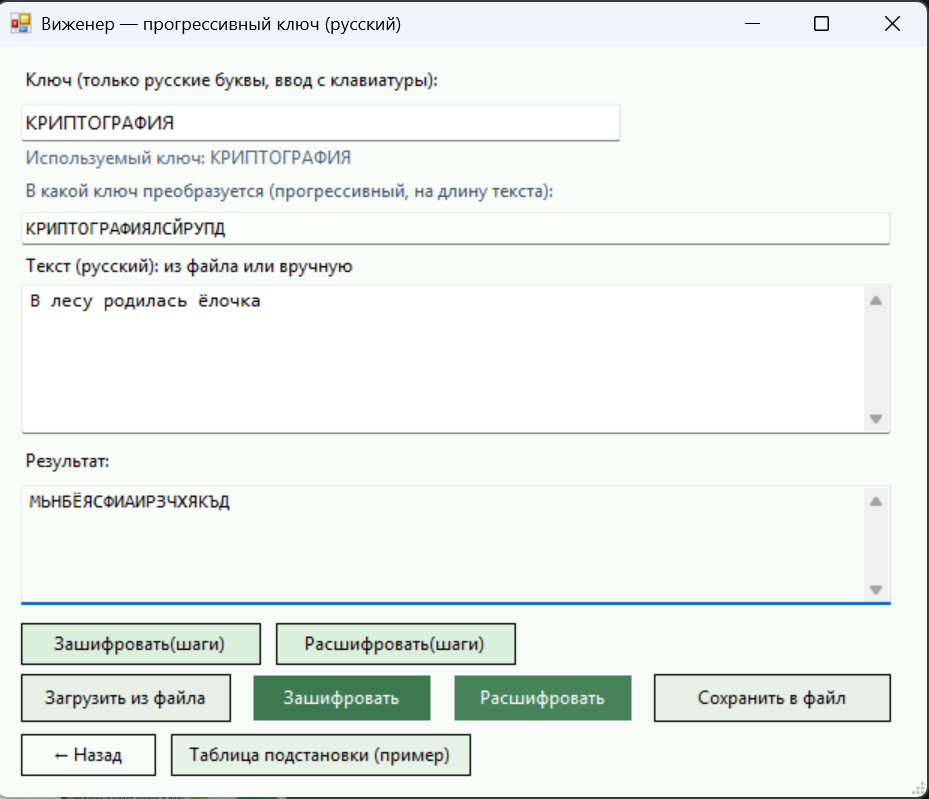 Виженер — прогрессивный ключ (русский)
Ключ (только русские буквы, ввод с клавиатуры):
КРИПТОГРАФИЯ
Используемый ключ: КРИПТОГРАФИЯ
В какой ключ преобразуется (прогрессивный, на длину текста):
КРИПТОГРАФИЯЛСЙРУПД
Текст (русский): из файла или вручную
В лесу родилась ёлочка
Результат:
МЬНБЁЯСФИАИРЗЧХЯКЪД
Зашифровать(шаги) Расшифровать(шаги)
Загрузить из файла Зашифровать Расшифровать Сохранить в файл
← Назад Таблица подстановки (пример)